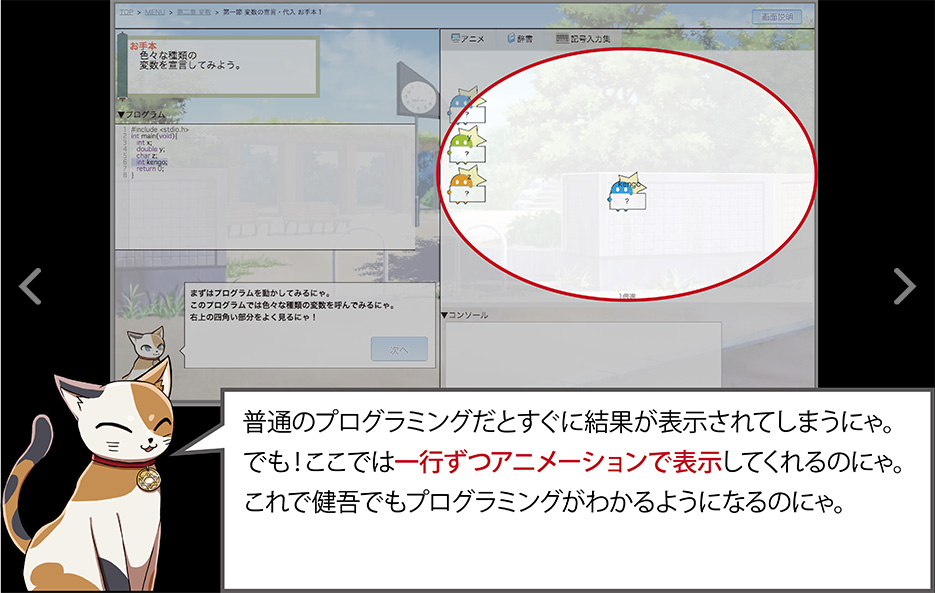 TOP > MENU > 第二章 変数 > 第一節 変数の宣言・代入 お手本1
画面説明
お手本
色々な種類の
変数を宣言してみよう。
アニメ 辞書 記号入力集
▼プログラム
1 #include <stdio.h>
2 int main(void){
3 int x;
4 double y;
5 char z;
6 int kengo;
7 return 0;
8 }
?
?
?
?
1倍速
まずはプログラムを動かしてみるにゃ。
このプログラムでは色々な種類の変数を呼んでみるにゃ。
右上の四角い部分をよく見るにゃ!
次へ
▼コンソール
普通のプログラミングだとすぐに結果が表示されてしまうにゃ。
でも!ここでは一行ずつアニメーションで表示してくれるのにゃ。
これで健吾でもプログラミングがわかるようになるのにゃ。